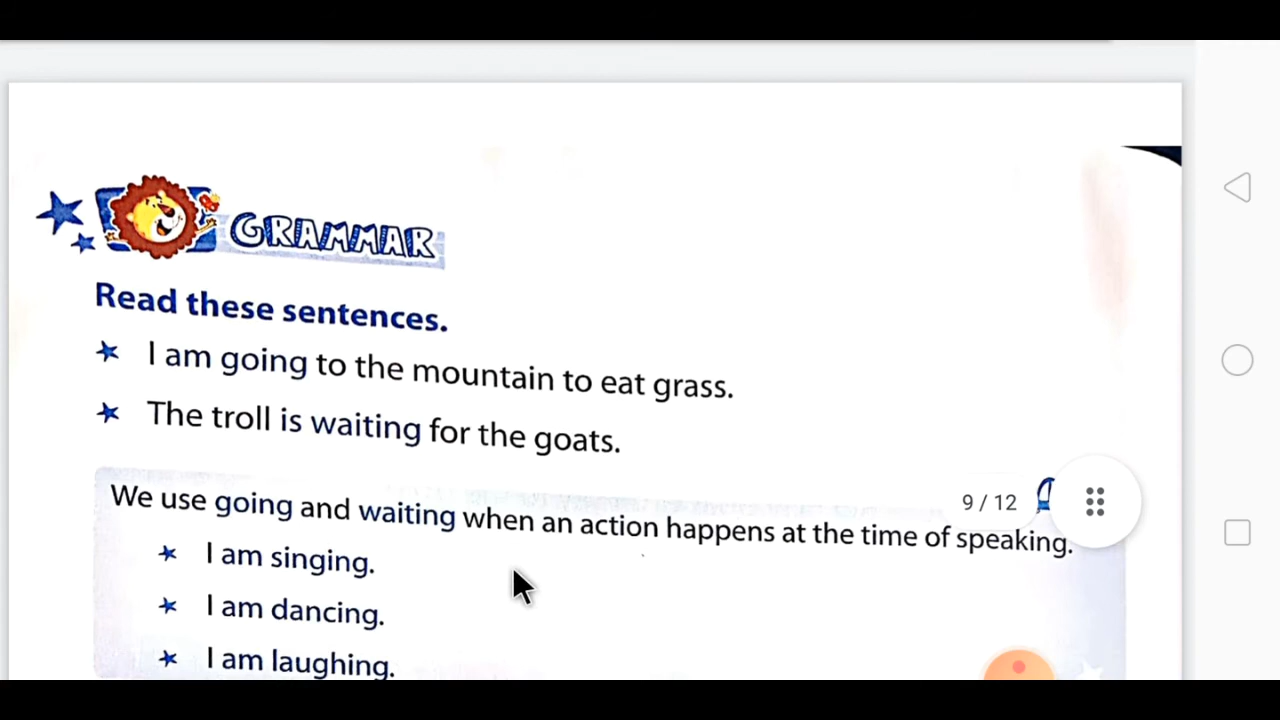 GRAMMAR
Read these sentences.
I am going to the mountain to eat grass.
The troll is waiting for the goats.
We use going and waiting when an action happens at the time of speaking.
I am singing.
I am dancing.
I am laughing.
9 / 12